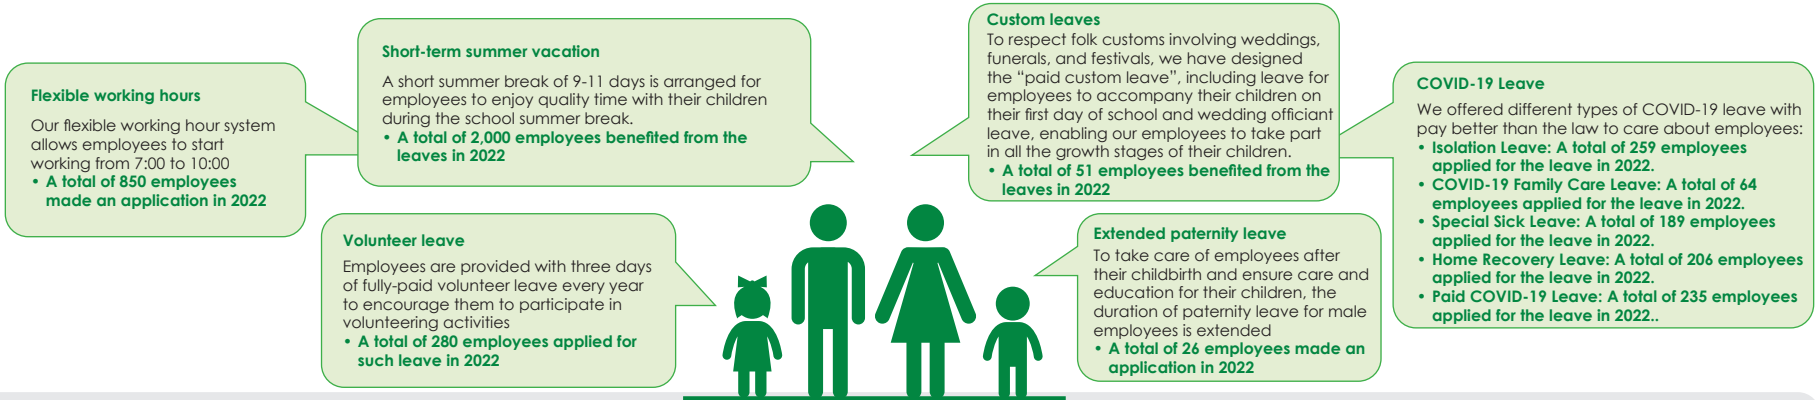 Flexible working hours
Our flexible working hour system
allows employees to start
working from 7:00 to 10:00
• A total of 850 employees
made an application in 2022
Short-term summer vacation
A short summer break of 9-11 days is arranged for
employees to enjoy quality time with their children
during the school summer break.
• A total of 2,000 employees benefited from the
leaves in 2022
Volunteer leave
Employees are provided with three days
of fully-paid volunteer leave every year
to encourage them to participate in
volunteering activities
• A total of 280 employees applied for
such leave in 2022
Custom leaves
To respect folk customs involving weddings,
funerals, and festivals, we have designed
the “paid custom leave”, including leave for
employees to accompany their children on
their first day of school and wedding officiant
leave, enabling our employees to take part
in all the growth stages of their children.
• A total of 51 employees benefited from the
leaves in 2022
Extended paternity leave
To take care of employees after
their childbirth and ensure care and
education for their children, the
duration of paternity leave for male
employees is extended
• A total of 26 employees made an
application in 2022
COVID-19 Leave
We offered different types of COVID-19 leave with
pay better than the law to care about employees:
• Isolation Leave: A total of 259 employees
applied for the leave in 2022.
• COVID-19 Family Care Leave: A total of 64
employees applied for the leave in 2022.
• Special Sick Leave: A total of 189 employees
applied for the leave in 2022.
• Home Recovery Leave: A total of 206 employees
applied for the leave in 2022.
• Paid COVID-19 Leave: A total of 235 employees
applied for the leave in 2022..